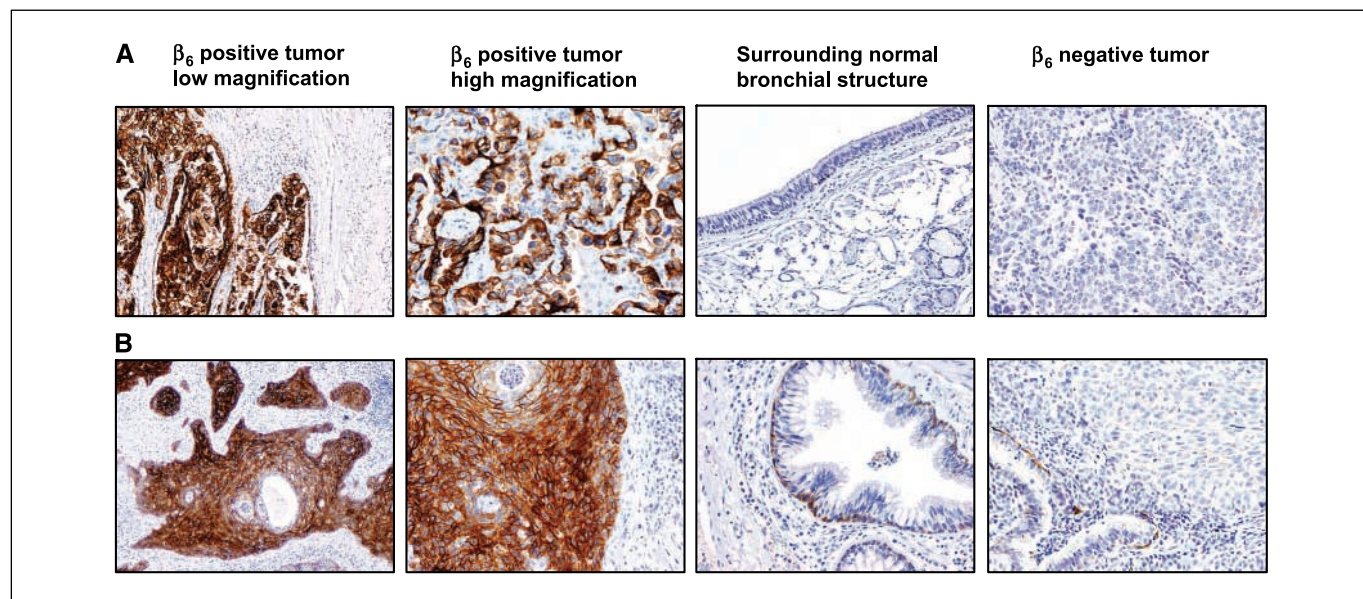 A
β6 positive tumor
low magnification
β6 positive tumor
high magnification
Surrounding normal
bronchial structure
β6 negative tumor
B